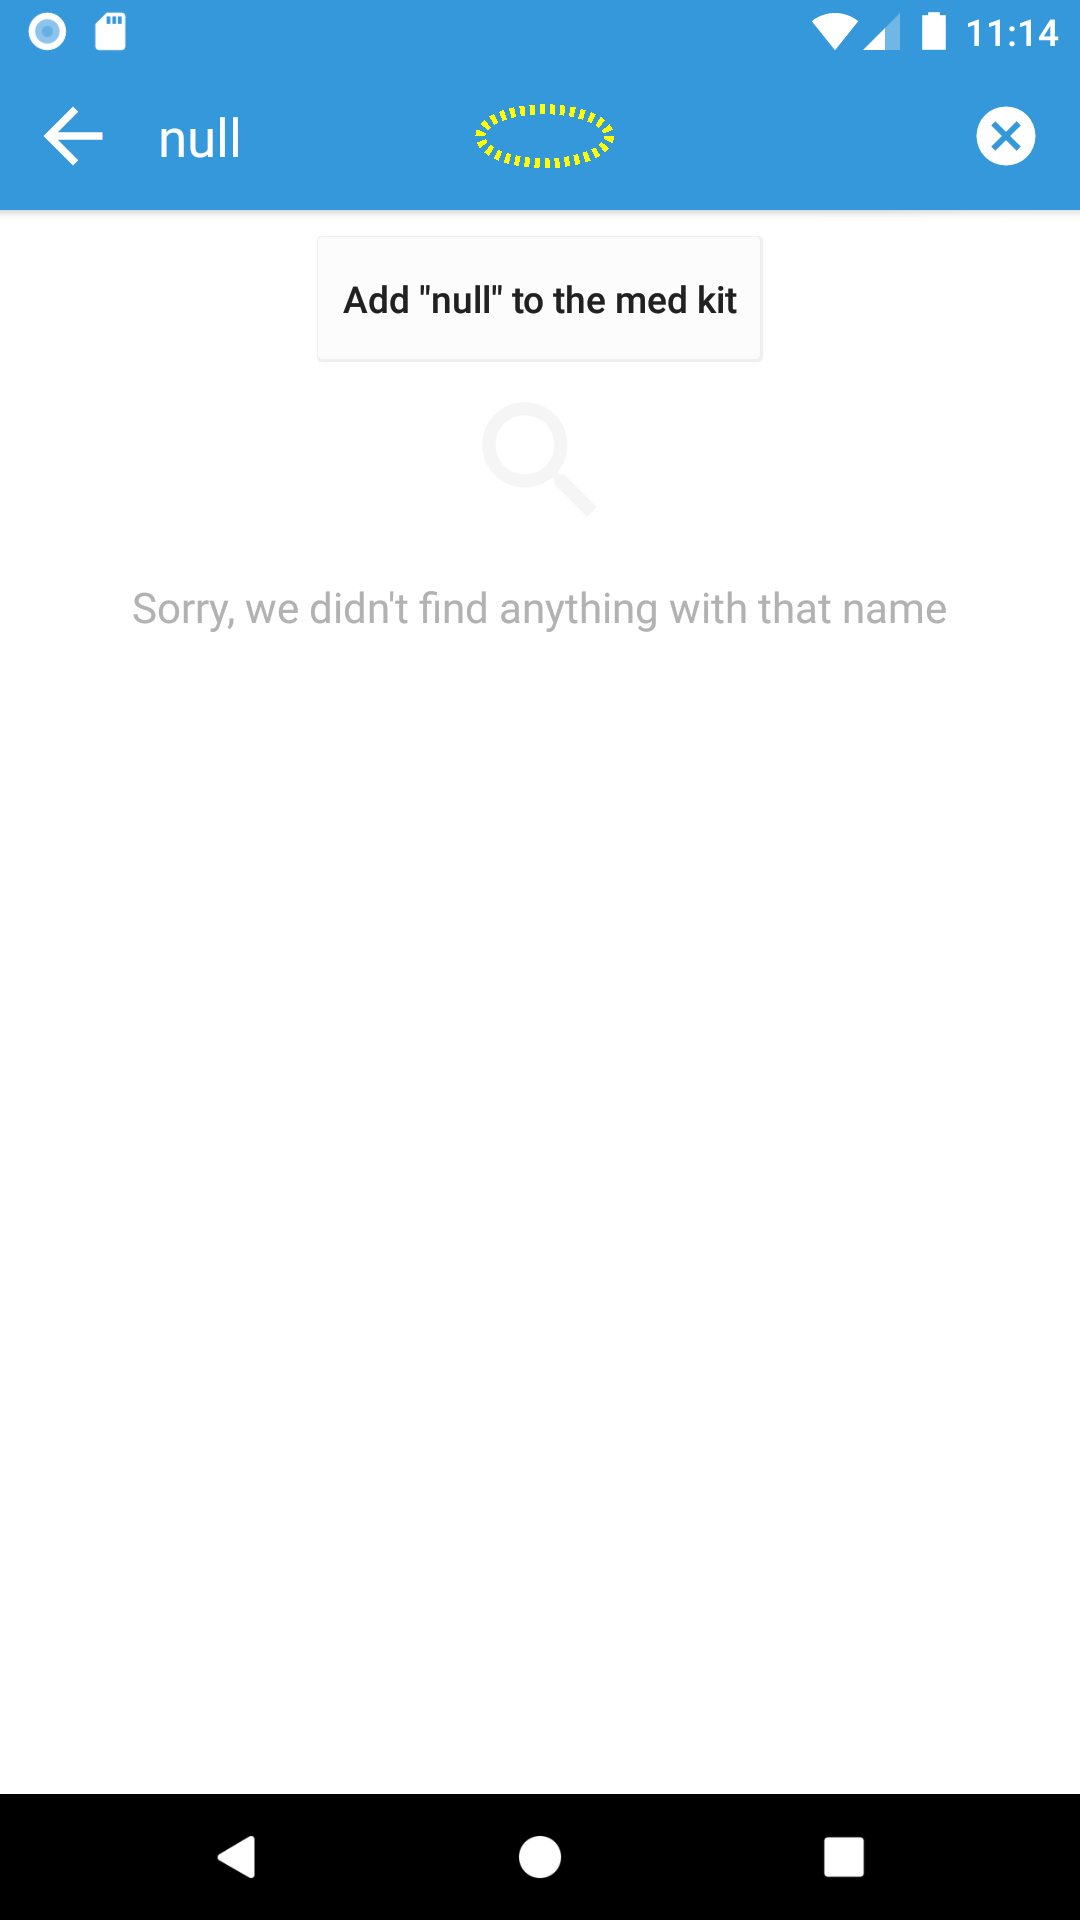 11:14
null
Add "null" to the med kit
Sorry, we didn't find anything with that name